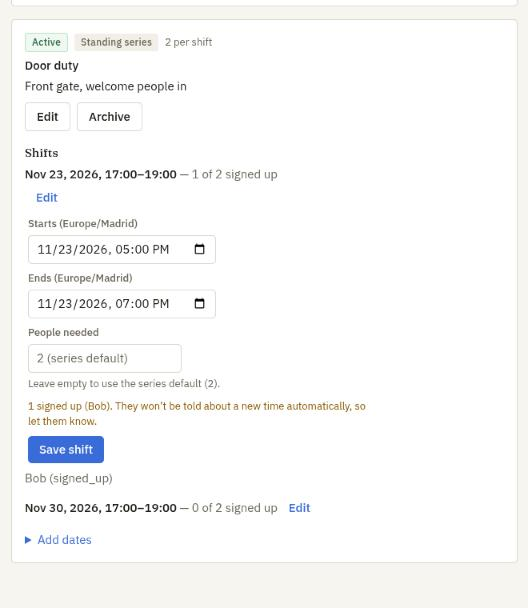 Active Standing series 2 per shift
Door duty
Front gate, welcome people in
Edit Archive
Shifts
Nov 23, 2026, 17:00–19:00 — 1 of 2 signed up
Edit
Starts (Europe/Madrid)
11/23/2026, 05:00 PM
Ends (Europe/Madrid)
11/23/2026, 07:00 PM
People needed
2 (series default)
Leave empty to use the series default (2).
1 signed up (Bob). They won't be told about a new time automatically, so
let them know.
Save shift
Bob (signed_up)
Nov 30, 2026, 17:00–19:00 — 0 of 2 signed up Edit
Add dates